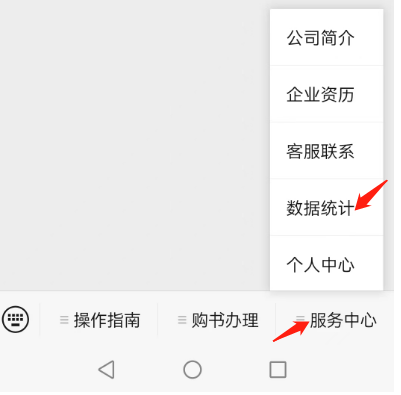 公司简介
企业资历
客服联系
数据统计
个人中心
操作指南 购书办理 服务中心